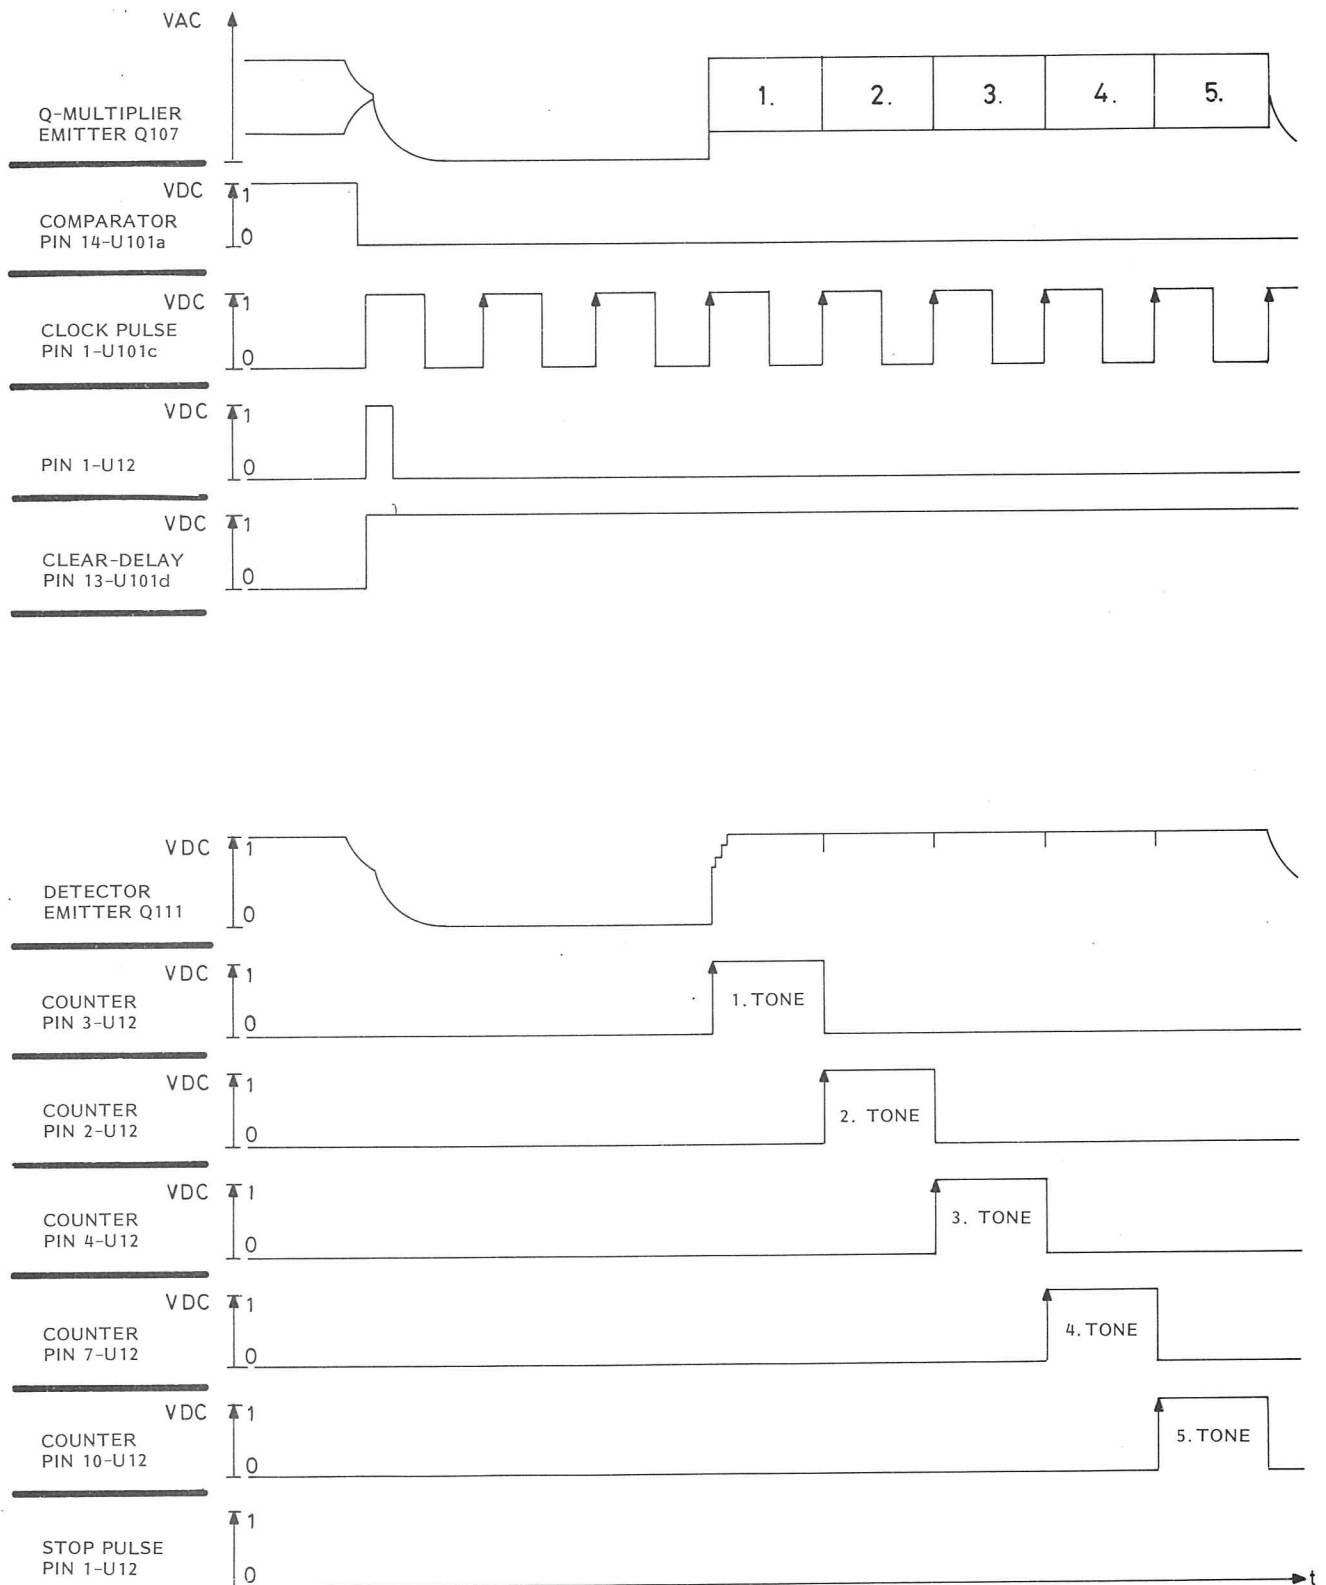 VAC
Q-MULTIPLIER
EMITTER Q107
1. 2. 3. 4. 5.
VDC 1
COMPARATOR
PIN 14-U101a
0
VDC 1
CLOCK PULSE
PIN 1-U101c
0
VDC 1
PIN 1-U12
0
VDC 1
CLEAR-DELAY
PIN 13-U101d
0
VDC 1
DETECTOR
EMITTER Q111
0
VDC 1
COUNTER
PIN 3-U12
0
1. TONE
VDC 1
COUNTER
PIN 2-U12
0
2. TONE
VDC 1
COUNTER
PIN 4-U12
0
3. TONE
VDC 1
COUNTER
PIN 7-U12
0
4. TONE
VDC 1
COUNTER
PIN 10-U12
0
5. TONE
1
STOP PULSE
PIN 1-U12
0
t